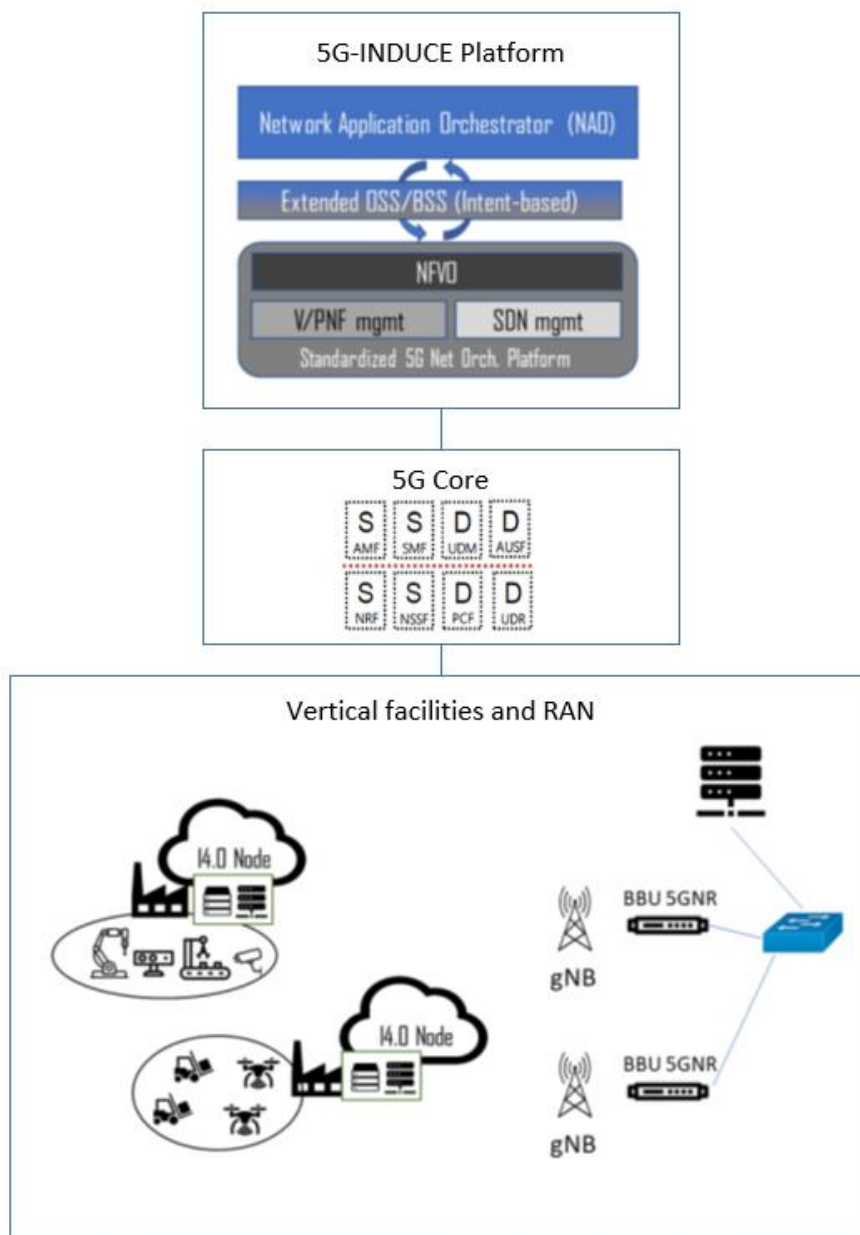 5G-INDUCE Platform
Network Application Orchestrator (NAO)
Extended OSS/BSS (Intent-based)
NFVO
V/PNF mgmt SDN mgmt
Standardized 5G Net Orch. Platform
5G Core
S S D D
AMF SMF UDM AUSF
S S D D
NRF NSSF PCF UDR
Vertical facilities and RAN
I4.0 Node
BBU 5GNR
gNB
I4.0 Node
BBU 5GNR
gNB